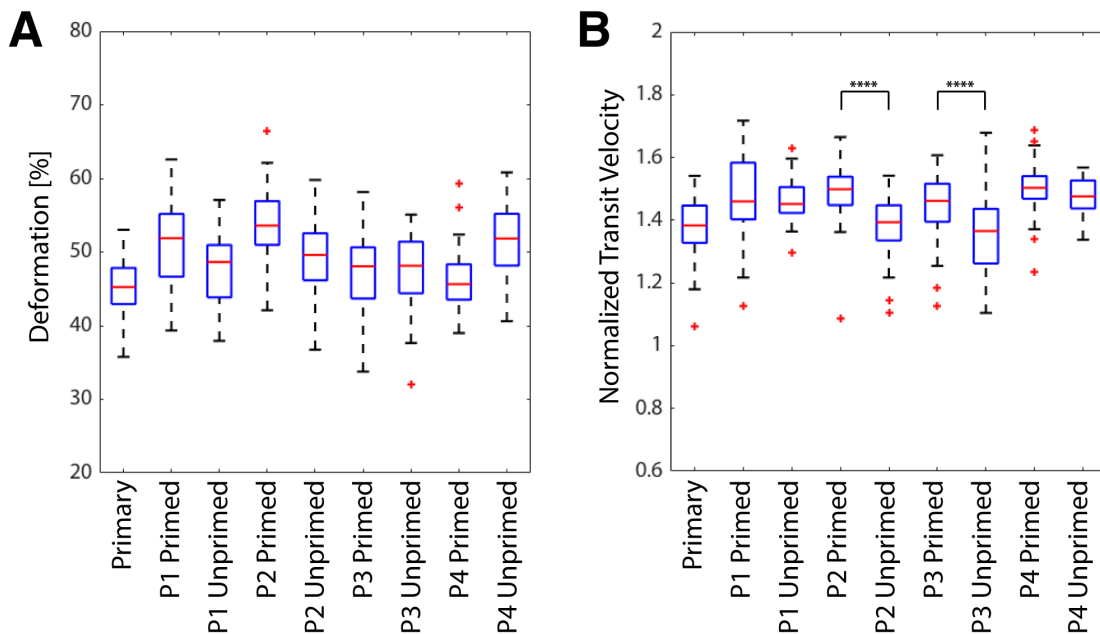 A
Deformation [%]
80
70
60
50
40
30
20
Primary
P1 Primed
P1 Unprimed
P2 Primed
P2 Unprimed
P3 Primed
P3 Unprimed
P4 Primed
P4 Unprimed
B
Normalized Transit Velocity
2
1.8
1.6
1.4
1.2
1
0.8
0.6
****
****
Primary
P1 Primed
P1 Unprimed
P2 Primed
P2 Unprimed
P3 Primed
P3 Unprimed
P4 Primed
P4 Unprimed